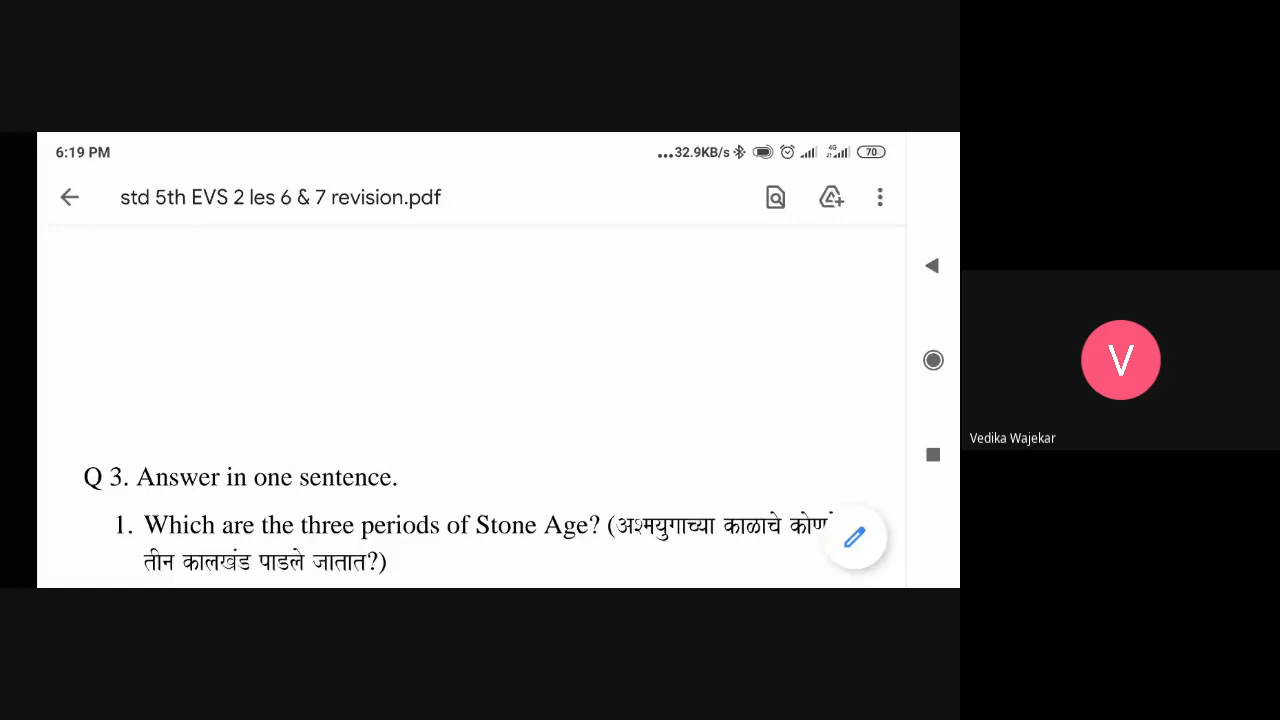 6:19 PM
...32.9KB/s 4G 70
std 5th EVS 2 les 6 & 7 revision.pdf
V
Vedika Wajekar
Q 3. Answer in one sentence.
1. Which are the three periods of Stone Age? (अश्मयुगाच्या काळाचे
तीन कालखंड पाडले जातात?)